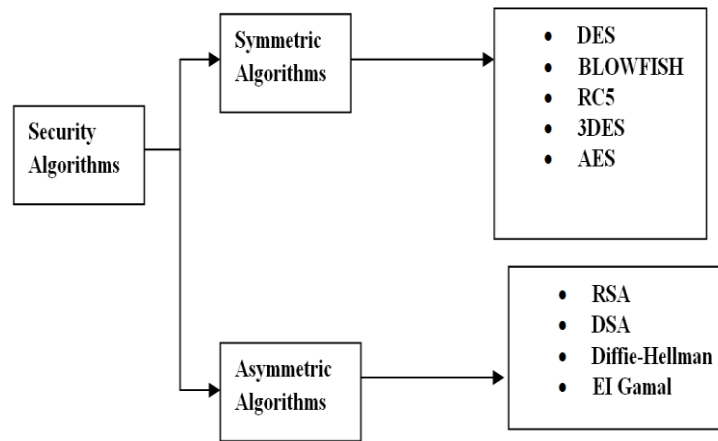 Symmetric
Algorithms
• DES
• BLOWFISH
• RC5
• 3DES
• AES
Security
Algorithms
• RSA
• DSA
• Diffie-Hellman
• EI Gamal
Asymmetric
Algorithms